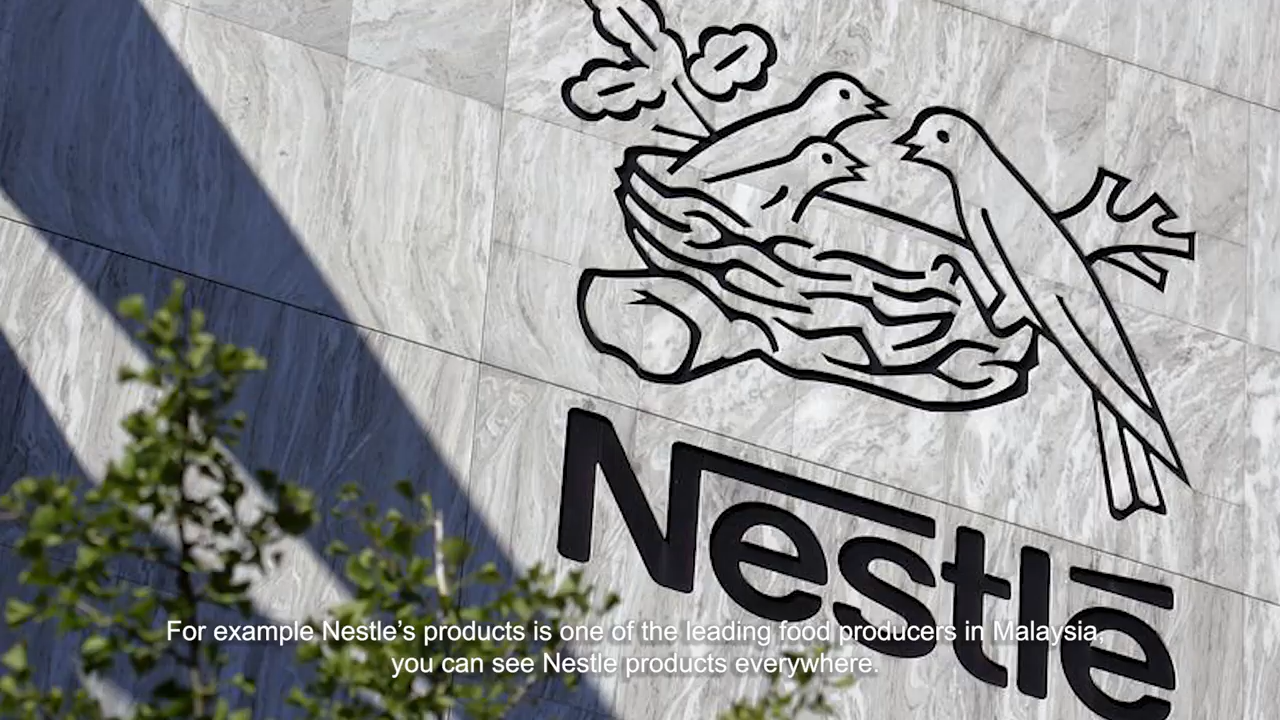 Nestlē
For example Nestle’s products is one of the leading food producers in Malaysia,
you can see Nestle products everywhere.